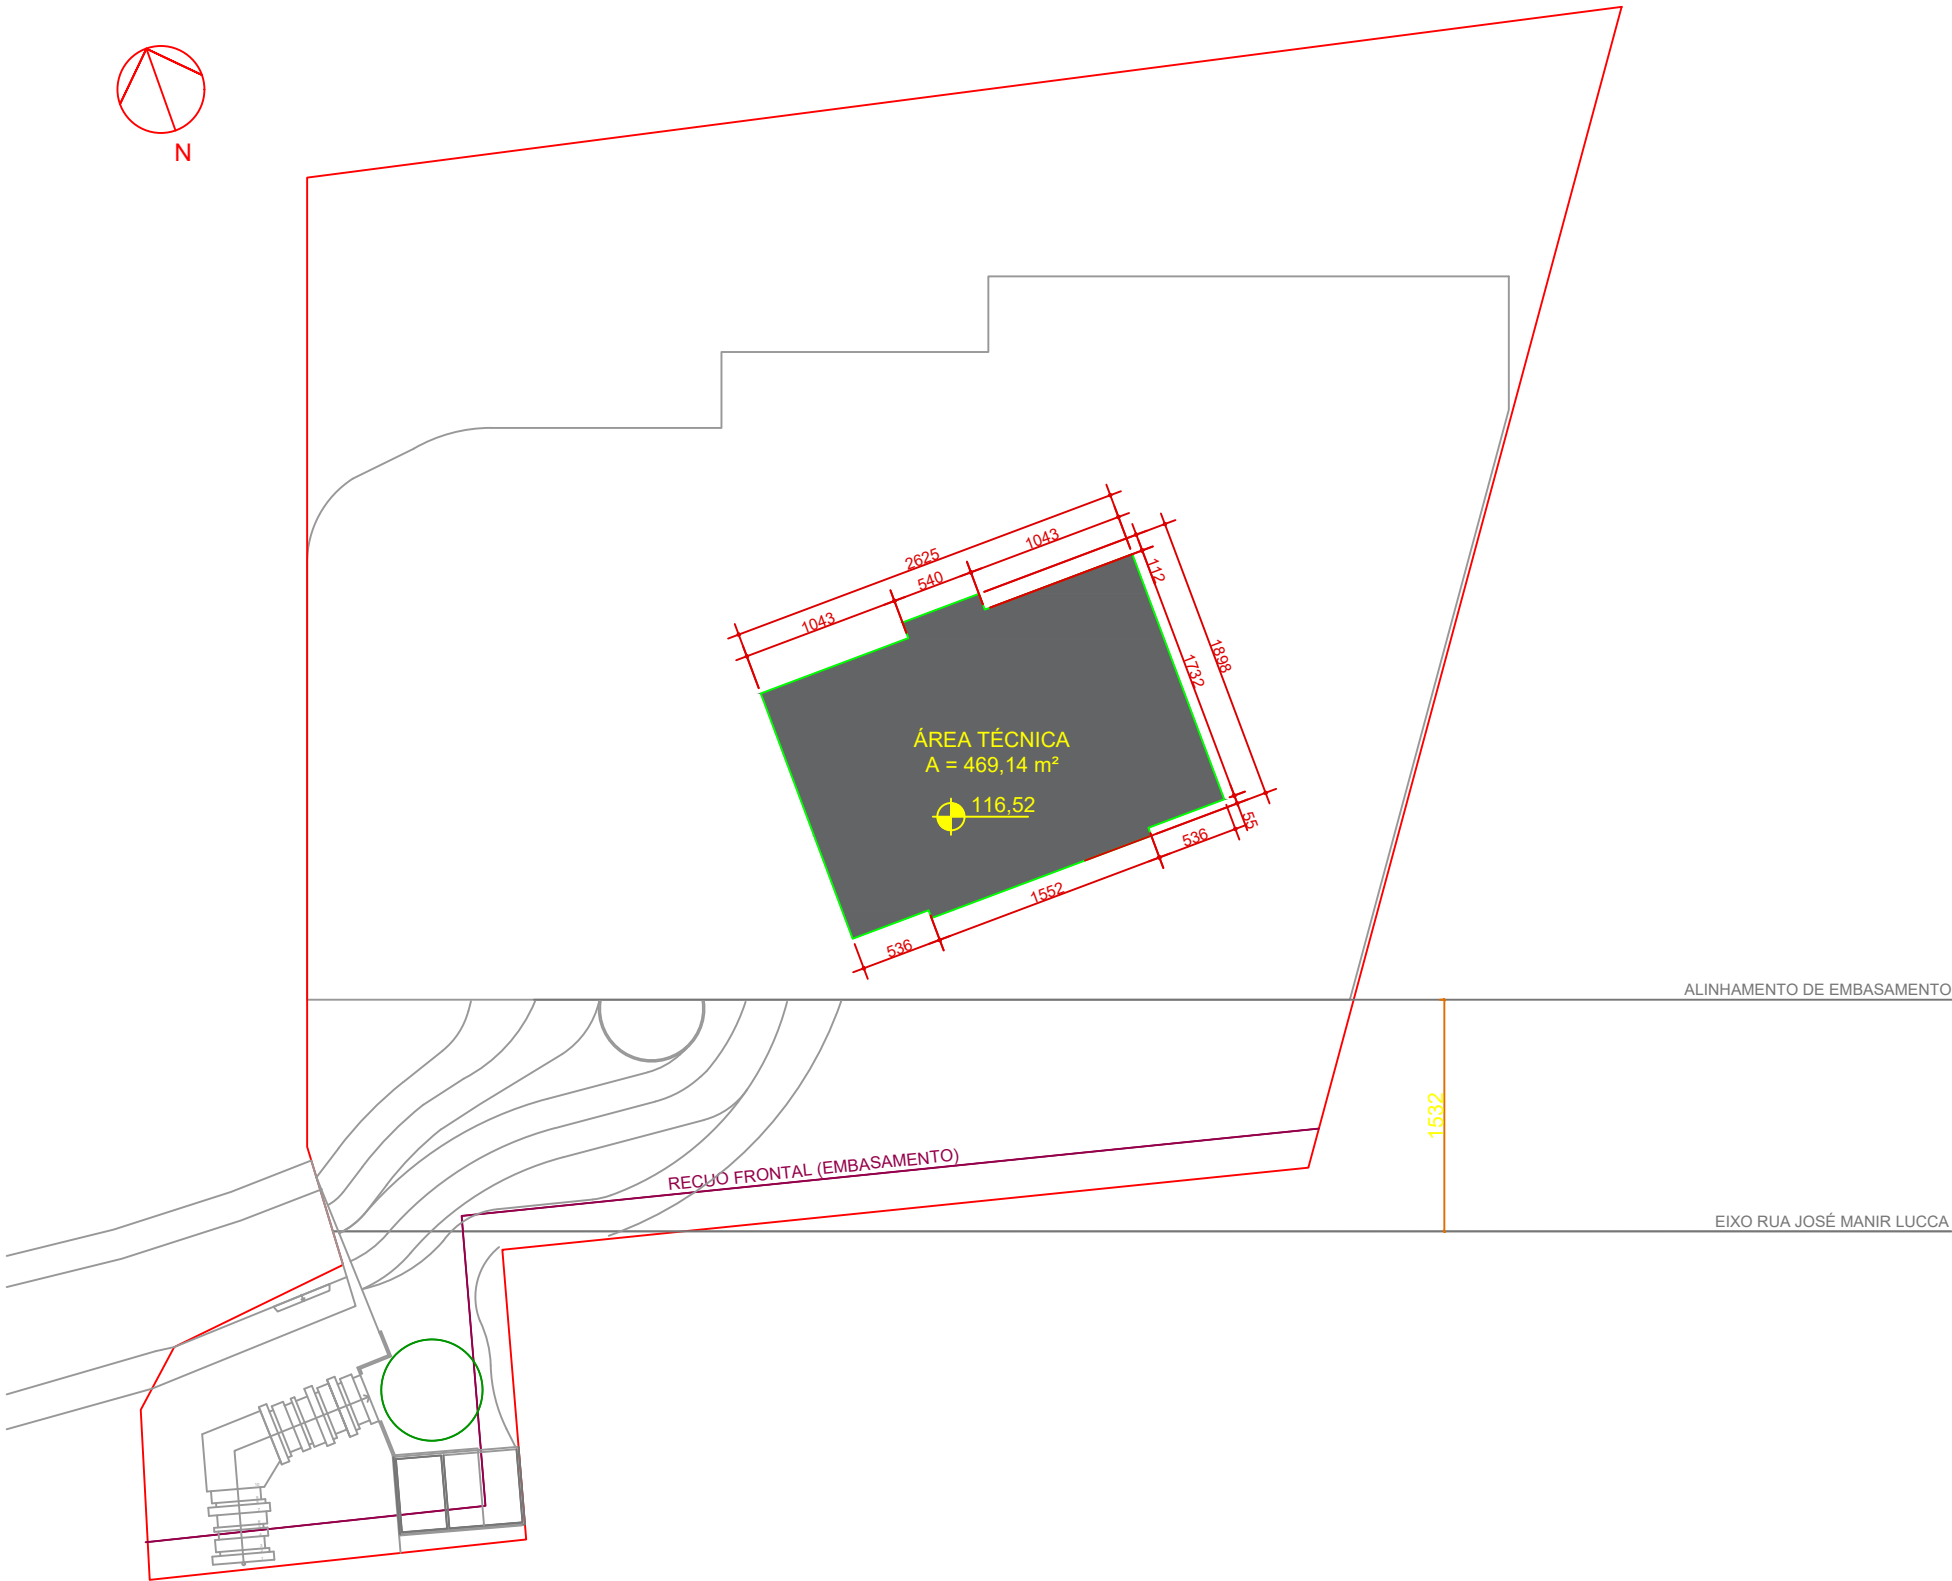 N
2625
1043
540
1043
112
1898
1732
ÁREA TÉCNICA
A = 469,14 m²
116,52
55
536
1552
536
ALINHAMENTO DE EMBASAMENTO
1532
RECUO FRONTAL (EMBASAMENTO)
EIXO RUA JOSÉ MANIR LUCCA